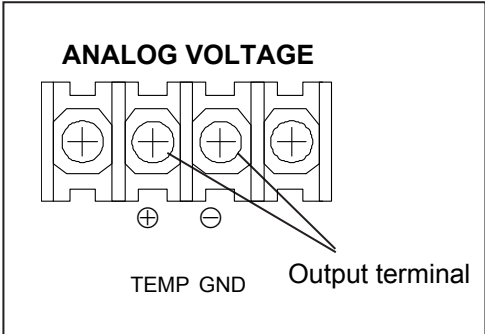 ANALOG VOLTAGE
⊕ ⊖
TEMP GND
Output terminal